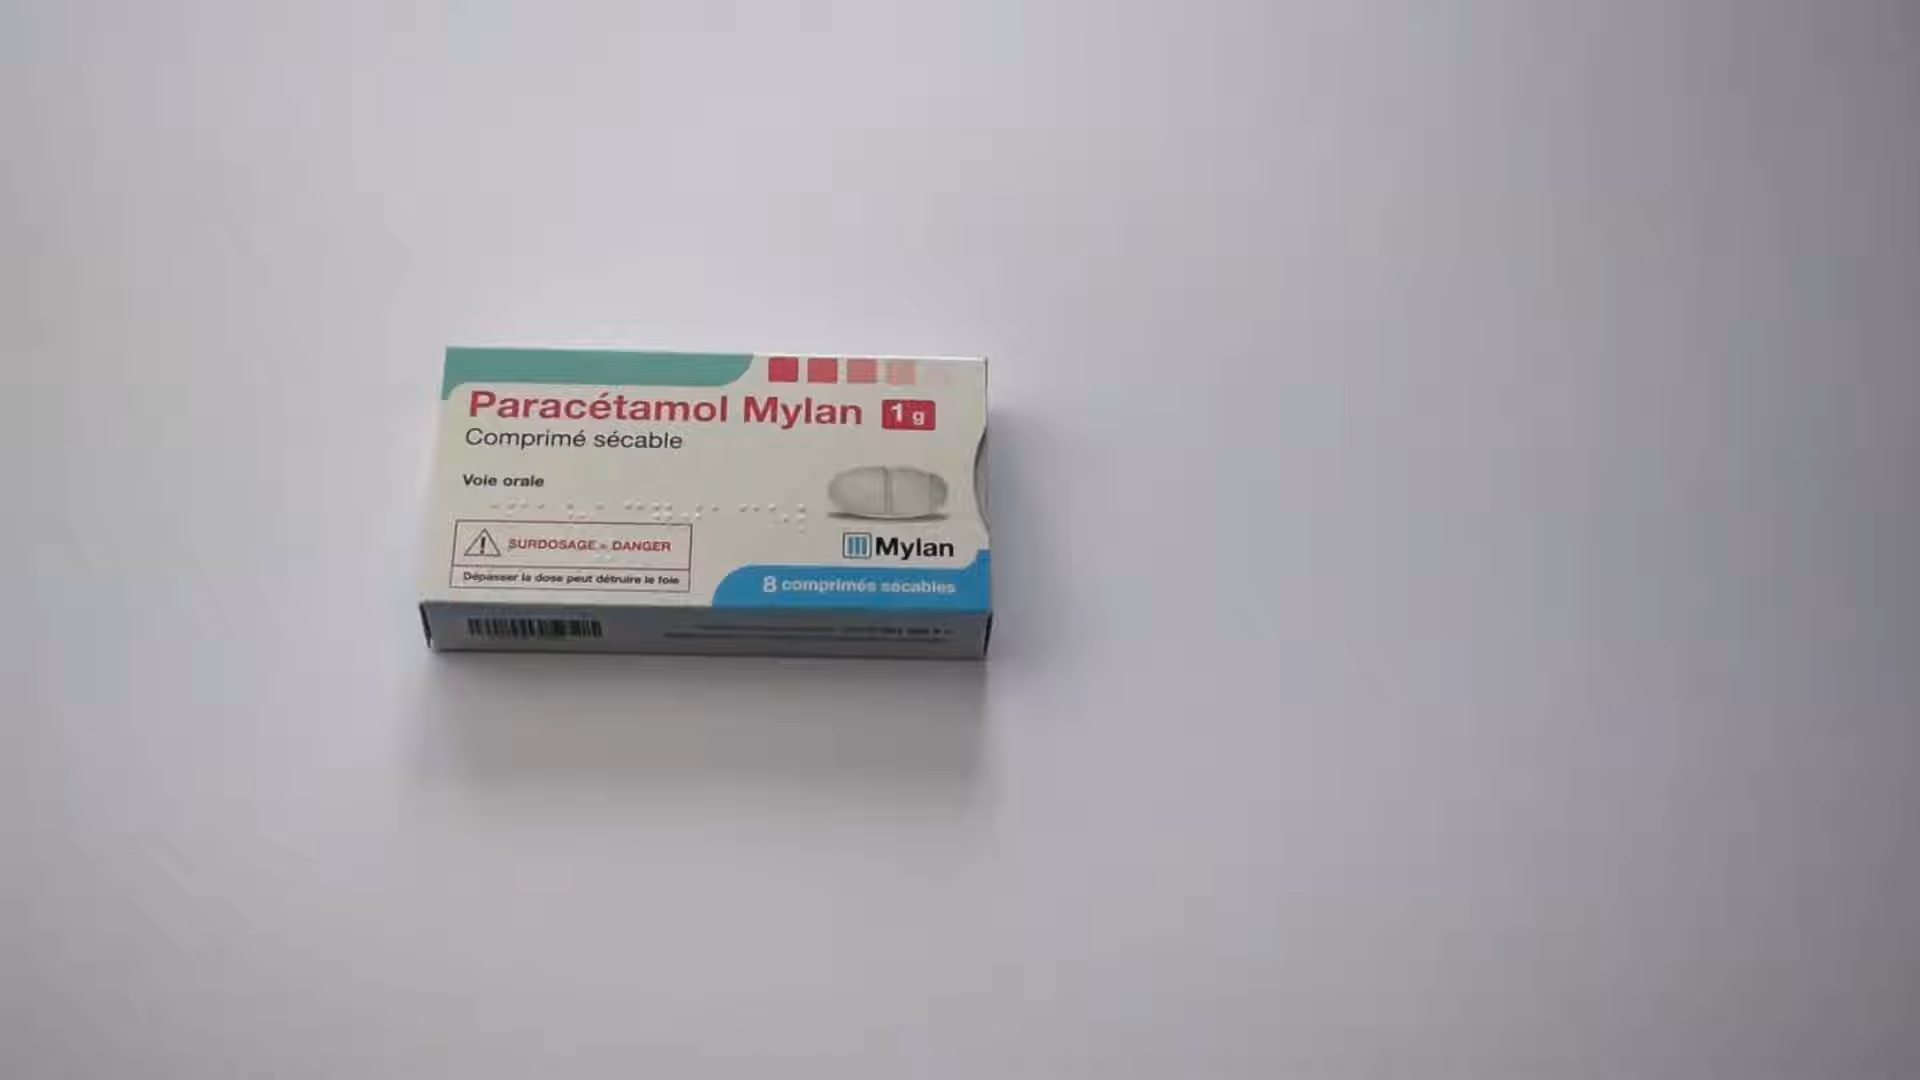 Paracétamol Mylan 1 g
Comprimé sécable
Voie orale
SURDOSAGE = DANGER
Dépasser la dose peut détruire le foie
Mylan
8 comprimés sécables